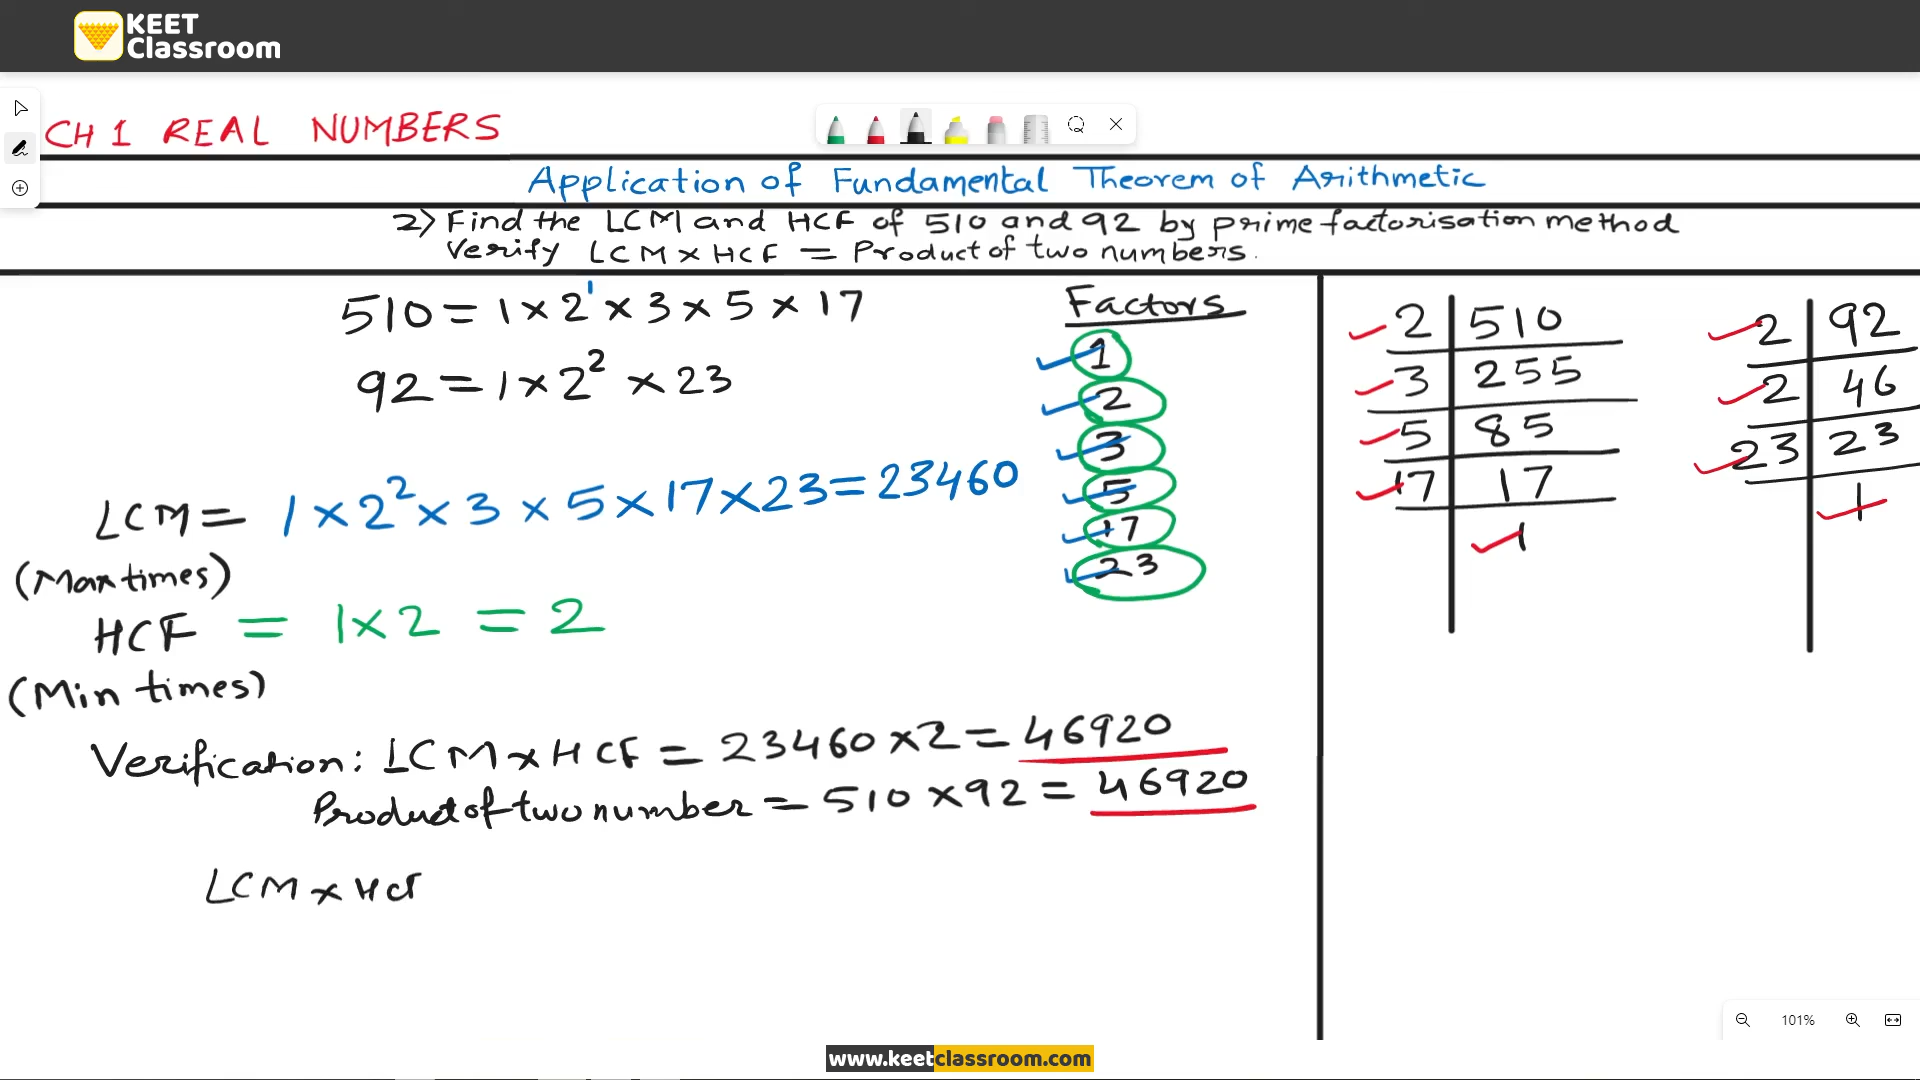 KEET
Classroom
CH 1 REAL NUMBERS
Application of Fundamental Theorem of Arithmetic
2) Find the LCM and HCF of 510 and 92 by prime factorisation method
Verify LCM × HCF = Product of two numbers.
510 = 1 × 2¹ × 3 × 5 × 17
92 = 1 × 2² × 23
LCM = 1 × 2² × 3 × 5 × 17 × 23 = 23460
(Max times)
HCF = 1 × 2 = 2
(Min times)
Verification: LCM × HCF = 23460 × 2 = 46920
Product of two number = 510 × 92 = 46920
LCM × HCF
Factors
1
2
3
5
17
23
2 510
3 255
5 85
17 17
1
2 92
2 46
23 23
1
101%
www.keetclassroom.com